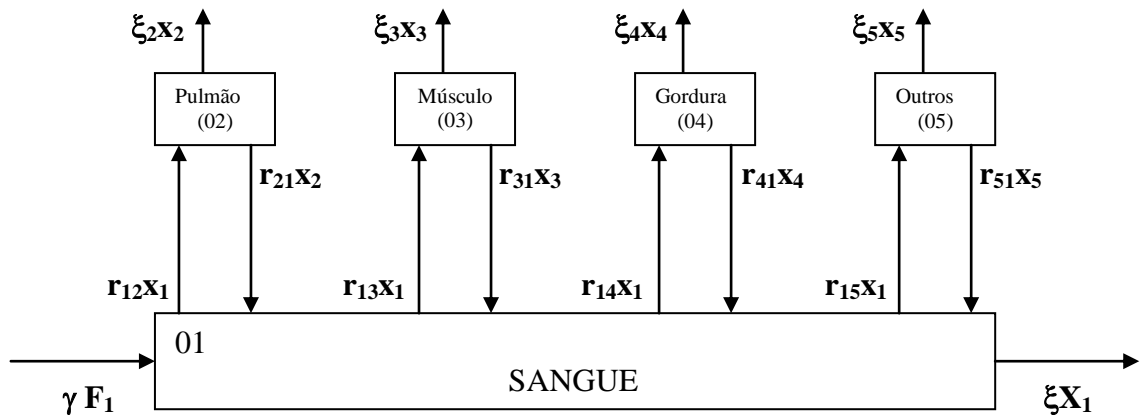 ξ₂x₂ ξ₃x₃ ξ₄x₄ ξ₅x₅
Pulmão
(02)
Músculo
(03)
Gordura
(04)
Outros
(05)
r₂₁x₂ r₃₁x₃ r₄₁x₄ r₅₁x₅
r₁₂x₁ r₁₃x₁ r₁₄x₁ r₁₅x₁
01
SANGUE
γ F₁ ξX₁